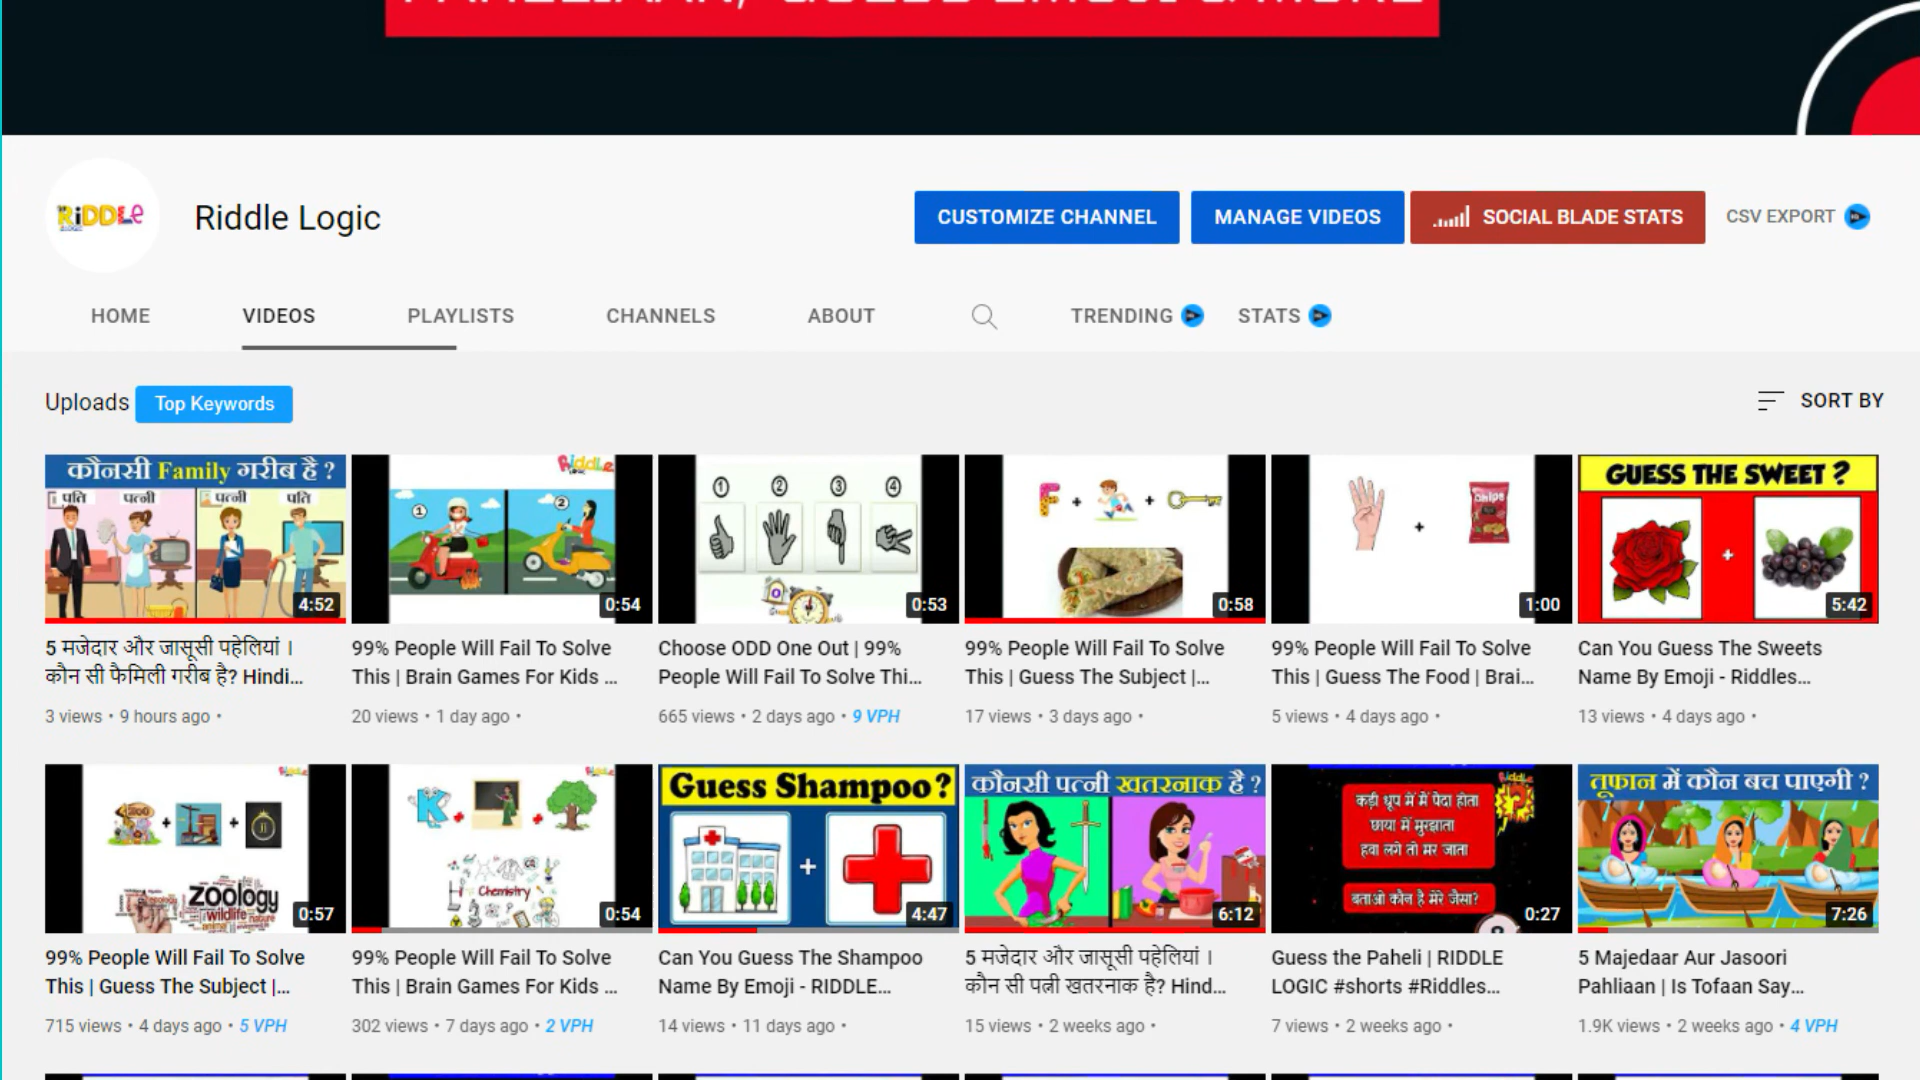 RIDDLE
Riddle Logic
CUSTOMIZE CHANNEL
MANAGE VIDEOS
SOCIAL BLADE STATS
CSV EXPORT
HOME
VIDEOS
PLAYLISTS
CHANNELS
ABOUT
TRENDING
STATS
Uploads
Top Keywords
SORT BY
कौनसी Family गरीब है ?
पति
पत्नी
पत्नी
पति
4:52
5 मजेदार और जासूसी पहेलियां ।
कौन सी फैमिली गरीब है? Hindi...
3 views • 9 hours ago •
Riddle
1
2
0:54
99% People Will Fail To Solve
This | Brain Games For Kids ...
20 views • 1 day ago •
1
2
3
4
0:53
Choose ODD One Out | 99%
People Will Fail To Solve Thi...
665 views • 2 days ago • 9 VPH
F + +
0:58
99% People Will Fail To Solve
This | Guess The Subject |...
17 views • 3 days ago •
+
Chips
1:00
99% People Will Fail To Solve
This | Guess The Food | Brai...
5 views • 4 days ago •
GUESS THE SWEET ?
+
5:42
Can You Guess The Sweets
Name By Emoji - Riddles...
13 views • 4 days ago •
ZOO + +
zoology
wildlife
nature
0:57
99% People Will Fail To Solve
This | Guess The Subject |...
715 views • 4 days ago • 5 VPH
K + +
Chemistry
0:54
99% People Will Fail To Solve
This | Brain Games For Kids ...
302 views • 7 days ago • 2 VPH
Guess Shampoo ?
+
4:47
Can You Guess The Shampoo
Name By Emoji - RIDDLE...
14 views • 11 days ago •
कौनसी पत्नी खतरनाक है ?
6:12
5 मजेदार और जासूसी पहेलियां ।
कौन सी पत्नी खतरनाक है? Hind...
15 views • 2 weeks ago •
कड़ी धूप में मैं पैदा होता
छाया में मुरझाता
हवा लगे तो मर जाता
बताओ कौन है मेरे जैसा?
0:27
Guess the Paheli | RIDDLE
LOGIC #shorts #Riddles...
7 views • 2 weeks ago •
तूफान में कौन बच पाएगी ?
7:26
5 Majedaar Aur Jasoori
Pahliaan | Is Tofaan Say...
1.9K views • 2 weeks ago • 4 VPH